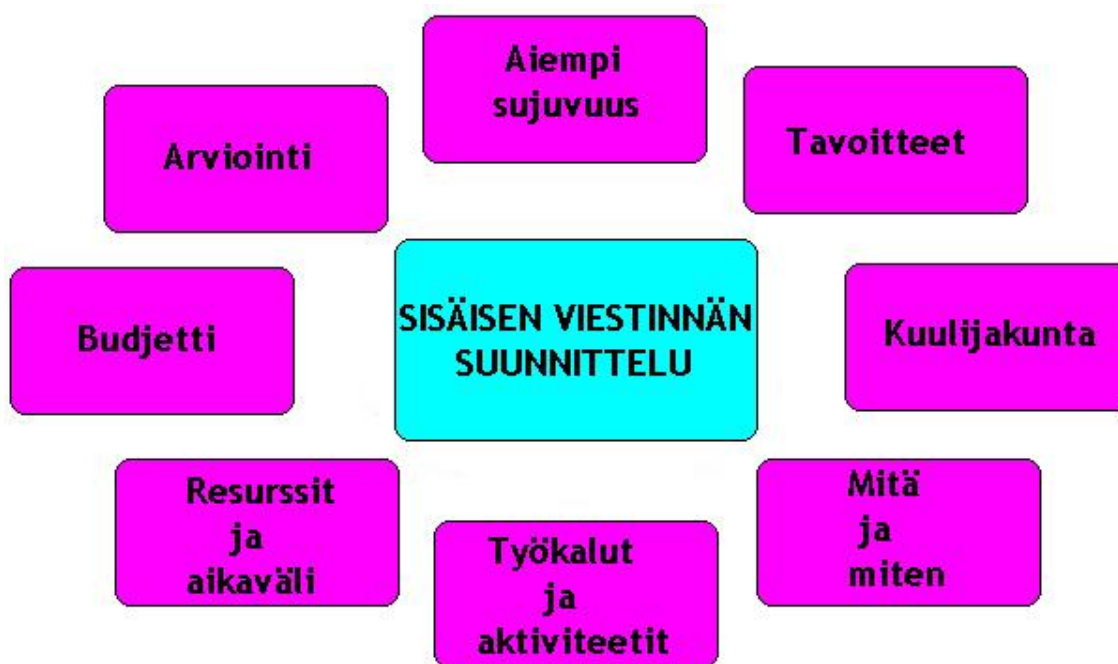 Aiempi
sujuvuus
Tavoitteet
Arviointi
SISÄISEN VIESTINNÄN
SUUNNITTELU
Kuulijakunta
Budjetti
Mitä
ja
miten
Resurssit
ja
aikaväli
Työkalut
ja
aktiviteetit